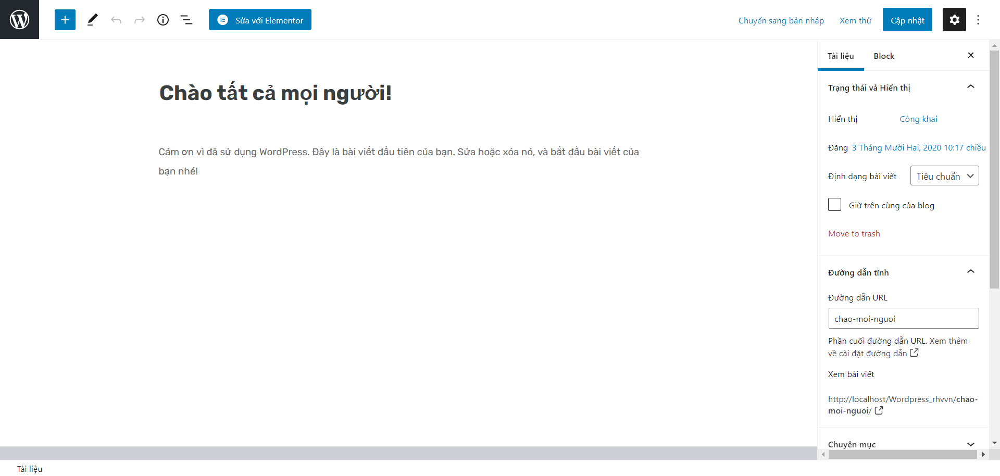 Sửa với Elementor
Chuyển sang bản nháp
Xem thử
Cập nhật
Chào tất cả mọi người!
Cảm ơn vì đã sử dụng WordPress. Đây là bài viết đầu tiên của bạn. Sửa hoặc xóa nó, và bắt đầu bài viết của
bạn nhé!
Tài liệu
Block
Trạng thái và Hiển thị
Hiển thị Công khai
Đăng 3 Tháng Mười Hai, 2020 10:17 chiều
Định dạng bài viết Tiêu chuẩn
Giữ trên cùng của blog
Move to trash
Đường dẫn tĩnh
Đường dẫn URL
chao-moi-nguoi
Phần cuối đường dẫn URL. Xem thêm
về cài đặt đường dẫn
Xem bài viết
http://localhost/Wordpress_rhvvn/chao-
moi-nguoi/
Chuyên mục
Tài liệu